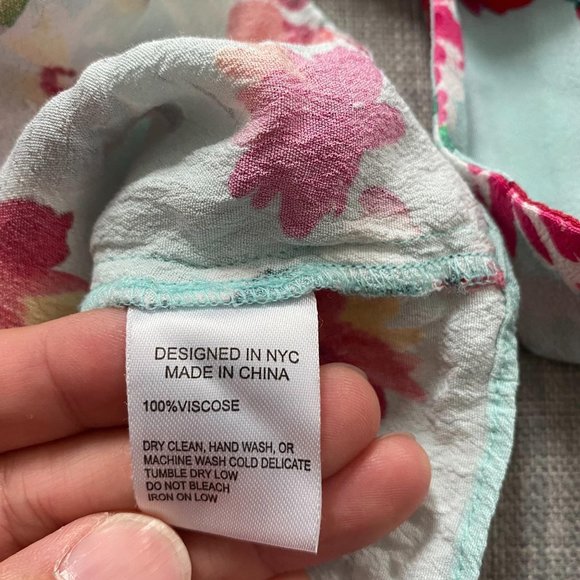 DESIGNED IN NYC
MADE IN CHINA
100%VISCOSE
DRY CLEAN, HAND WASH, OR
MACHINE WASH COLD DELICATE
TUMBLE DRY LOW
DO NOT BLEACH
IRON ON LOW